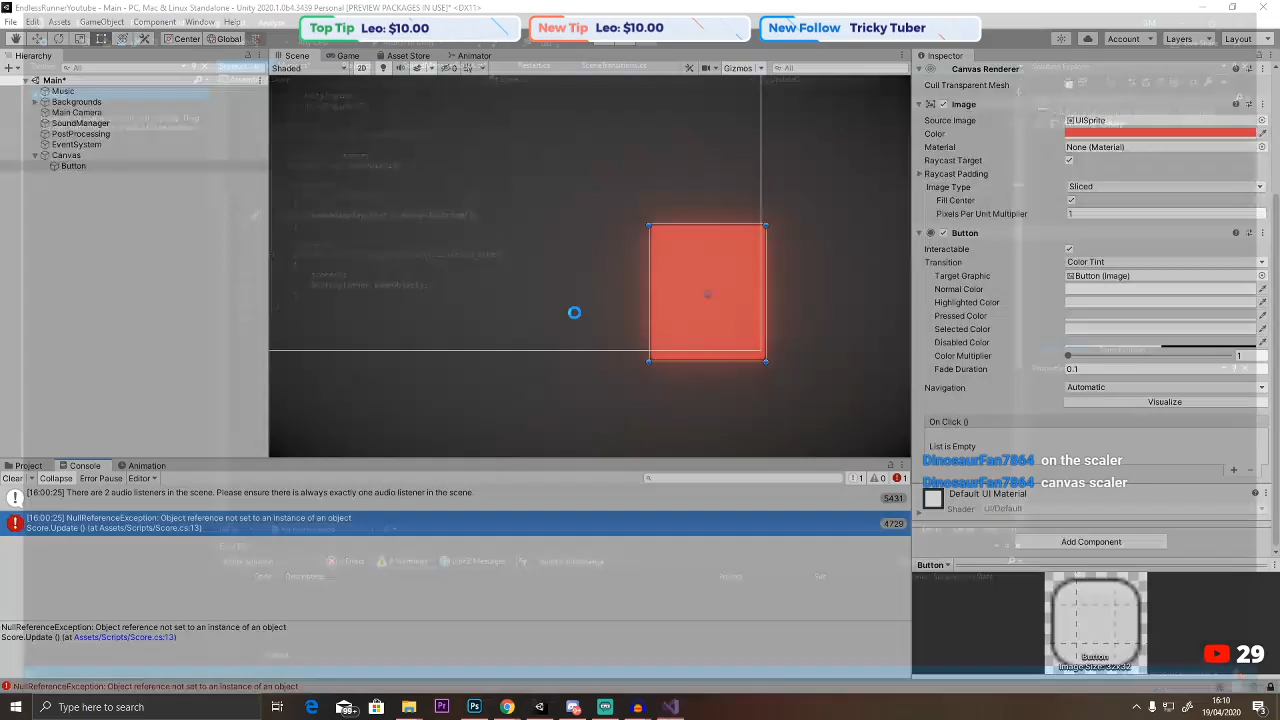 EndlessRunnerYoutube - Main - PC, Mac & Linux Standalone - Unity 2020.1.0b4.3439 Personal [PREVIEW PACKAGES IN USE]* <DX11>
Top Tip Leo: $10.00
New Tip Leo: $10.00
New Follow Tricky Tuber
Center
Global
Account
Layers
Layout
Scene
Game
Asset Store
Animator
Inspector
All
Shaded
2D
Gizmos
All
Main*
Music
Backgrounds
Main Camera
SoundManager
PostProcessing
EventSystem
Canvas
Button
Canvas Renderer
Cull Transparent Mesh
Image
Source Image
UISprite
Color
Material
None (Material)
Raycast Target
Raycast Padding
Image Type
Sliced
Fill Center
Pixels Per Unit Multiplier
1
Button
Interactable
Transition
Color Tint
Target Graphic
Button (Image)
Normal Color
Highlighted Color
Pressed Color
Selected Color
Disabled Color
Color Multiplier
1
Fade Duration
0.1
Navigation
Automatic
Visualize
On Click ()
List is Empty
DinosaurFan7864 on the scaler
DinosaurFan7864 canvas scaler
Default UI Material
Shader
UI/Default
Add Component
Button
Button
Image Size: 32x32
29
Project
Console
Animation
Clear
Collapse
Error Pause
Editor
1
0
1
[16:00:25] There are 2 audio listeners in the scene. Please ensure there is always exactly one audio listener in the scene.
5431
[16:00:25] NullReferenceException: Object reference not set to an instance of an object
Score.Update () (at Assets/Scripts/Score.cs:13)
4729
NullReferenceException: Object reference not set to an instance of an object
Score.Update () (at Assets/Scripts/Score.cs:13)
NullReferenceException: Object reference not set to an instance of an object
Type here to search
16:10
19/04/2020